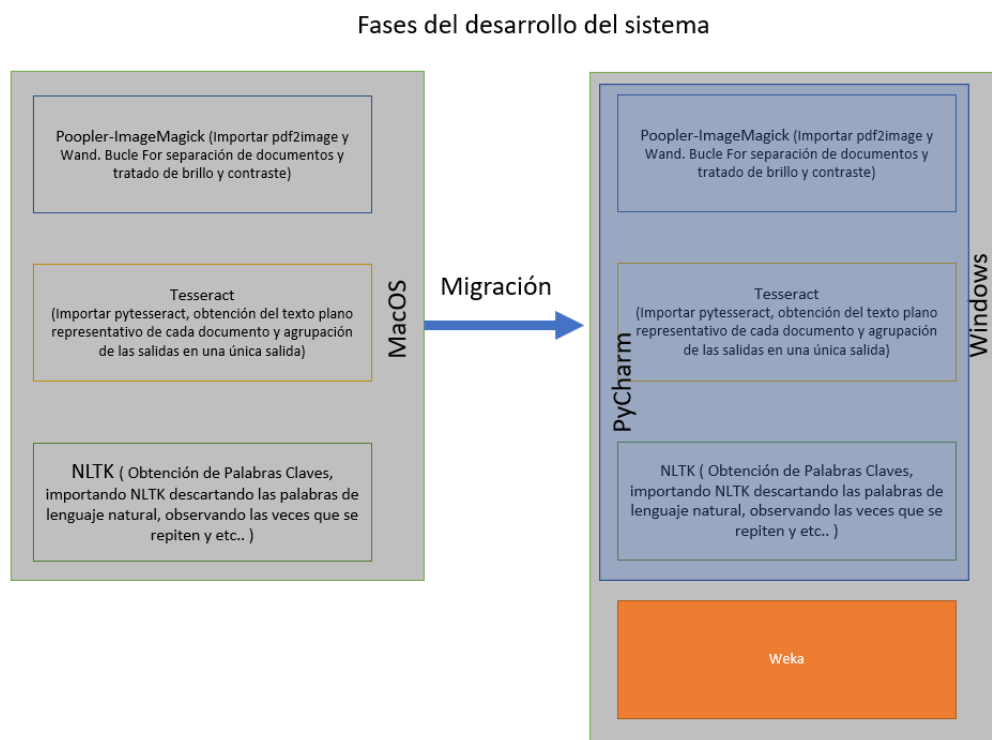 Fases del desarrollo del sistema
Poopler-ImageMagick (Importar pdf2image y
Wand. Bucle For separación de documentos y
tratado de brillo y contraste)
Tesseract
(Importar pytesseract, obtención del texto plano
representativo de cada documento y agrupación
de las salidas en una única salida)
NLTK ( Obtención de Palabras Claves,
importando NLTK descartando las palabras de
lenguaje natural, observando las veces que se
repiten y etc.. )
MacOS
Migración
Poopler-ImageMagick (Importar pdf2image y
Wand. Bucle For separación de documentos y
tratado de brillo y contraste)
Tesseract
(Importar pytesseract, obtención del texto plano
representativo de cada documento y agrupación
de las salidas en una única salida)
NLTK ( Obtención de Palabras Claves,
importando NLTK descartando las palabras de
lenguaje natural, observando las veces que se
repiten y etc.. )
PyCharm
Windows
Weka